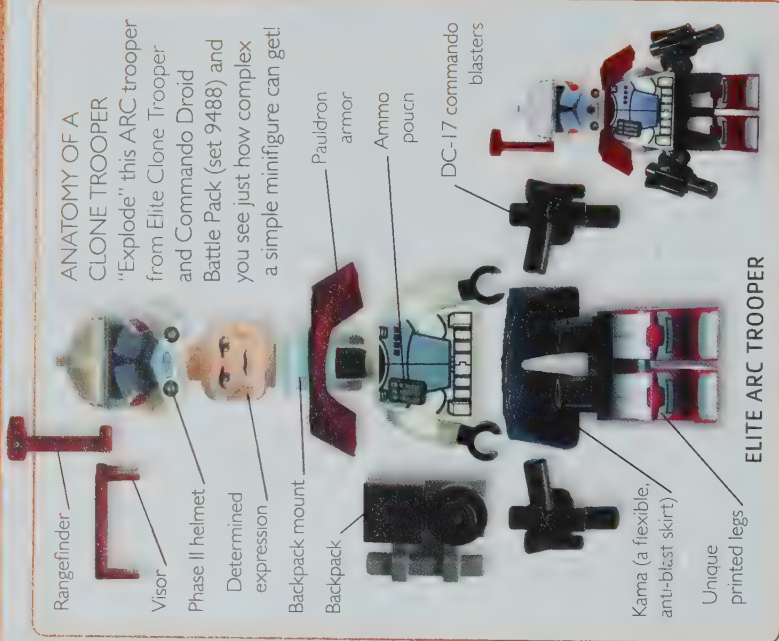 ANATOMY OF A
CLONE TROOPER
"Explode" this ARC trooper
from Elite Clone Trooper
and Commando Droid
Battle Pack (set 9488) and
you see just how complex
a simple minifigure can get!
Rangefinder
Visor
Phase II helmet
Determined
expression
Backpack mount
Backpack
Pauldron
armor
Ammo
poucn
DC-17 commando
blasters
Kama (a flexible,
anti-blast skirt)
Unique
printed legs
ELITE ARC TROOPER